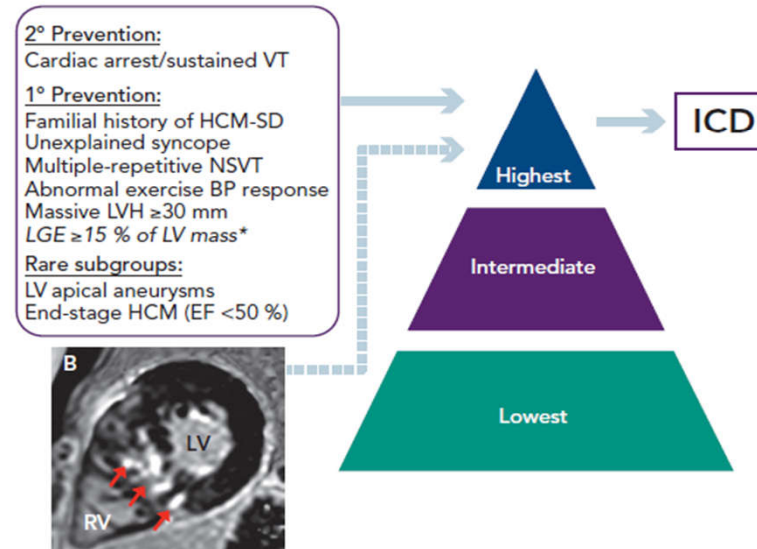 2° Prevention:
Cardiac arrest/sustained VT
1° Prevention:
Familial history of HCM-SD
Unexplained syncope
Multiple-repetitive NSVT
Abnormal exercise BP response
Massive LVH ≥30 mm
LGE ≥15 % of LV mass*
Rare subgroups:
LV apical aneurysms
End-stage HCM (EF <50 %)
B
LV
RV
Highest
Intermediate
Lowest
ICD